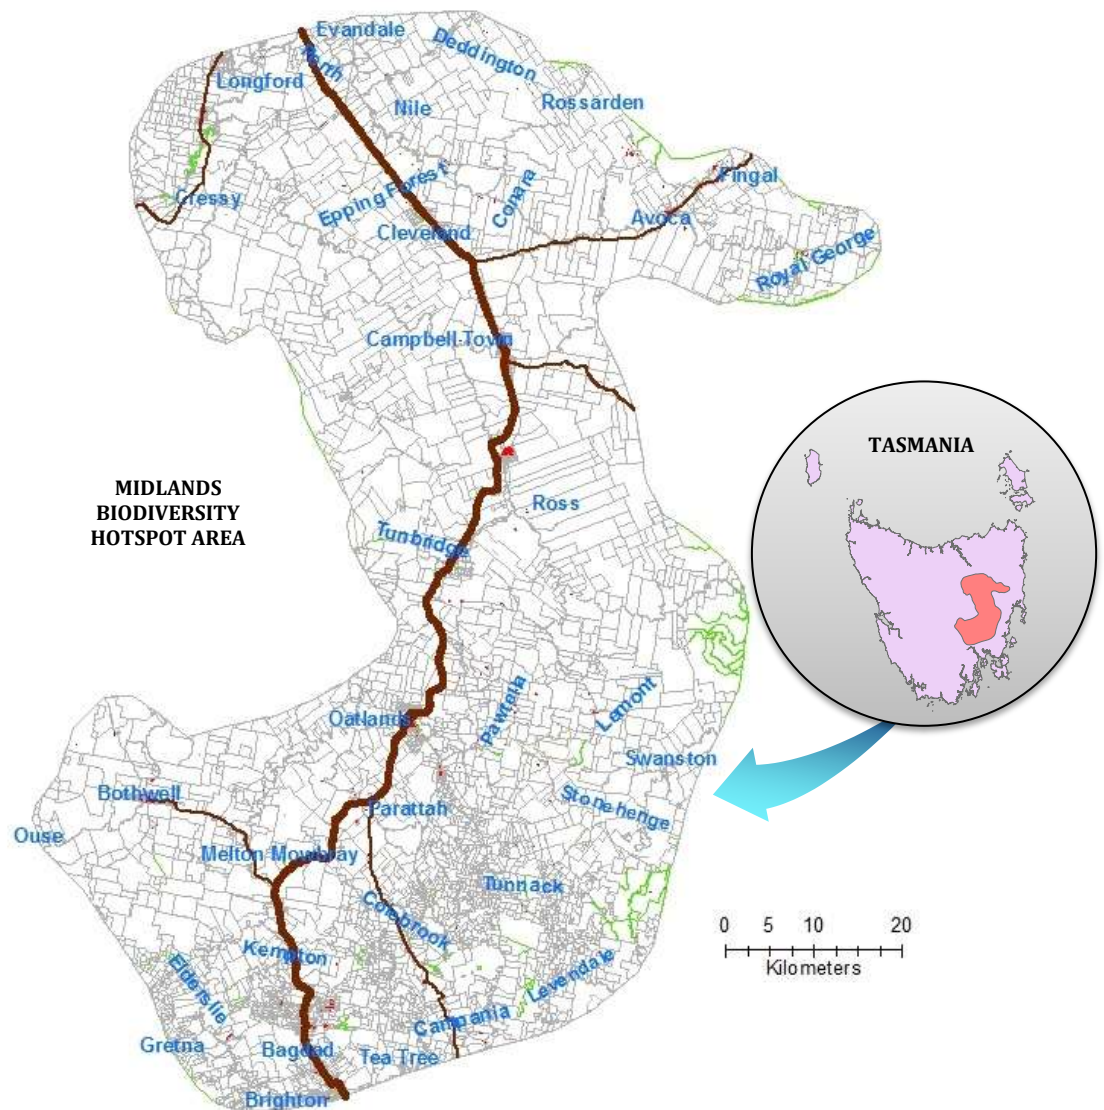 Evandale
Deddington
Perth
Longford
Nile
Rossarden
Fingal
Cressy
Epping Forest
Conara
Avoca
Cleveland
Royal George
Campbell Town
TASMANIA
MIDLANDS
BIODIVERSITY
HOTSPOT AREA
Ross
Tunbridge
Pawtella
Lemont
Oatlands
Swanston
Bothwell
Stonehenge
Parattah
Ouse
Melton Mowbray
Tunnack
Colebrook
0 5 10 20
Kilometers
Kempton
Elderslie
Levendale
Campania
Gretna
Bagdad
Tea Tree
Brighton